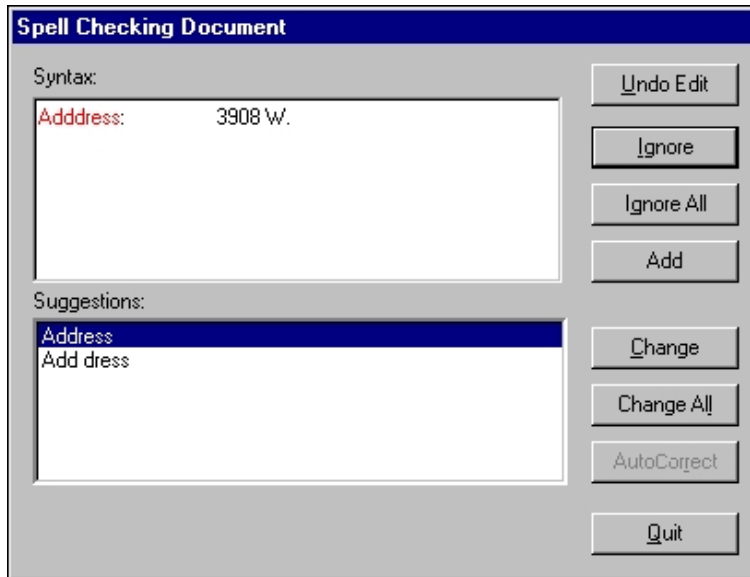 Spell Checking Document
Syntax:
Adddress: 3908 W.
Suggestions:
Address
Add dress
Undo Edit
Ignore
Ignore All
Add
Change
Change All
AutoCorrect
Quit